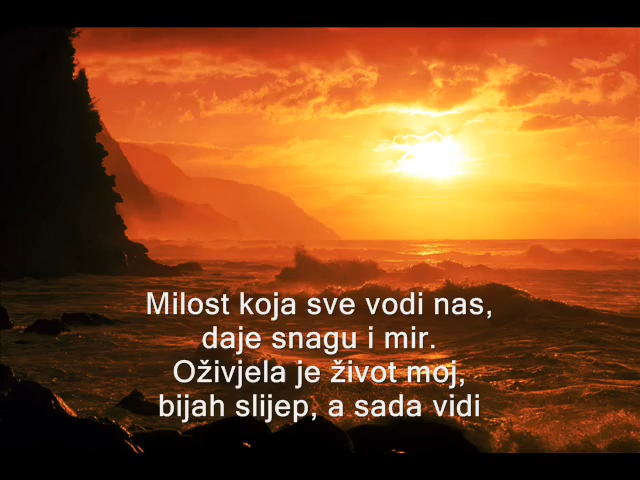 Milost koja sve vodi nas,
daje snagu i mir.
Oživjela je život moj,
bijah slijep, a sada vidi